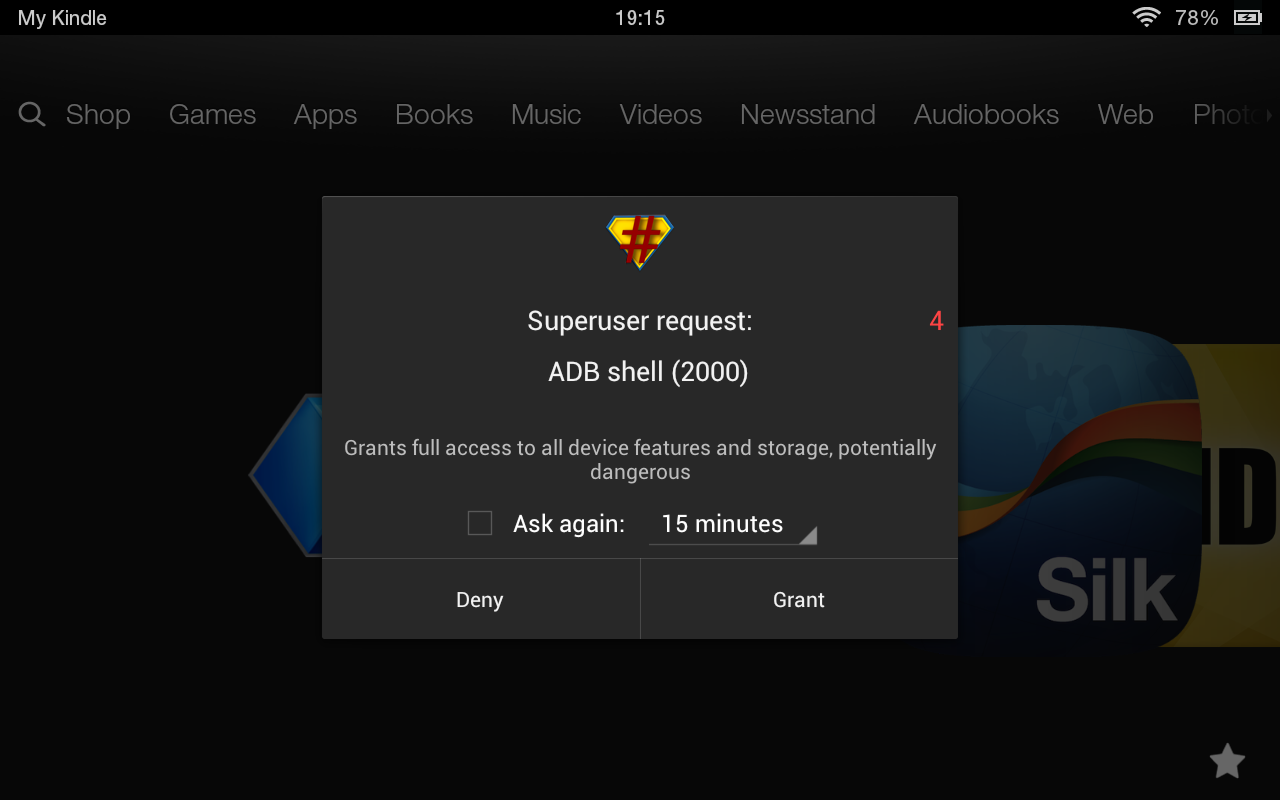 My Kindle 19:15 78%
Shop Games Apps Books Music Videos Newsstand Audiobooks Web Photo
#
Superuser request: 4
ADB shell (2000)
Grants full access to all device features and storage, potentially
dangerous
Ask again: 15 minutes
Deny Grant
Silk
D